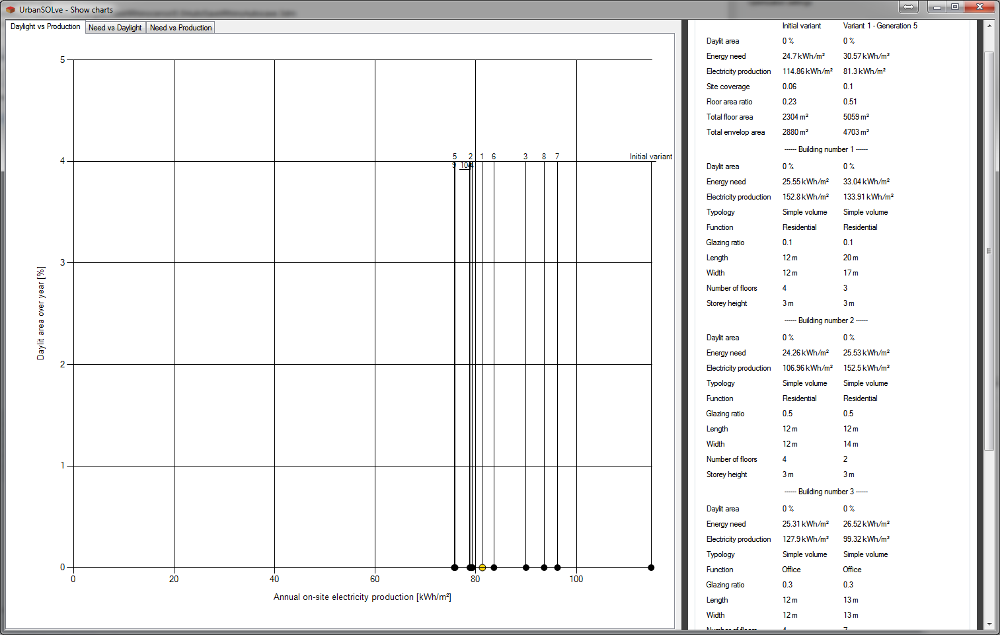 UrbanSOLve - Show charts
Daylight vs Production Need vs Daylight Need vs Production
5
4
3
2
1
0
Daylit area over year [%]
5 2 1 6 3 8 7 Initial variant
9 10 4
0 20 40 60 80 100
Annual on-site electricity production [kWh/m²]
Initial variant Variant 1 - Generation 5
Daylit area 0 % 0 %
Energy need 24.7 kWh/m² 30.57 kWh/m²
Electricity production 114.86 kWh/m² 81.3 kWh/m²
Site coverage 0.06 0.1
Floor area ratio 0.23 0.51
Total floor area 2304 m² 5059 m²
Total envelop area 2880 m² 4703 m²
------ Building number 1 ------
Daylit area 0 % 0 %
Energy need 25.55 kWh/m² 33.04 kWh/m²
Electricity production 152.8 kWh/m² 133.91 kWh/m²
Typology Simple volume Simple volume
Function Residential Residential
Glazing ratio 0.1 0.1
Length 12 m 20 m
Width 12 m 17 m
Number of floors 4 3
Storey height 3 m 3 m
------ Building number 2 ------
Daylit area 0 % 0 %
Energy need 24.26 kWh/m² 25.53 kWh/m²
Electricity production 106.96 kWh/m² 152.5 kWh/m²
Typology Simple volume Simple volume
Function Residential Residential
Glazing ratio 0.5 0.5
Length 12 m 12 m
Width 12 m 14 m
Number of floors 4 2
Storey height 3 m 3 m
------ Building number 3 ------
Daylit area 0 % 0 %
Energy need 25.31 kWh/m² 26.52 kWh/m²
Electricity production 127.9 kWh/m² 99.32 kWh/m²
Typology Simple volume Simple volume
Function Office Office
Glazing ratio 0.3 0.3
Length 12 m 13 m
Width 12 m 13 m
Number of floors 4 7